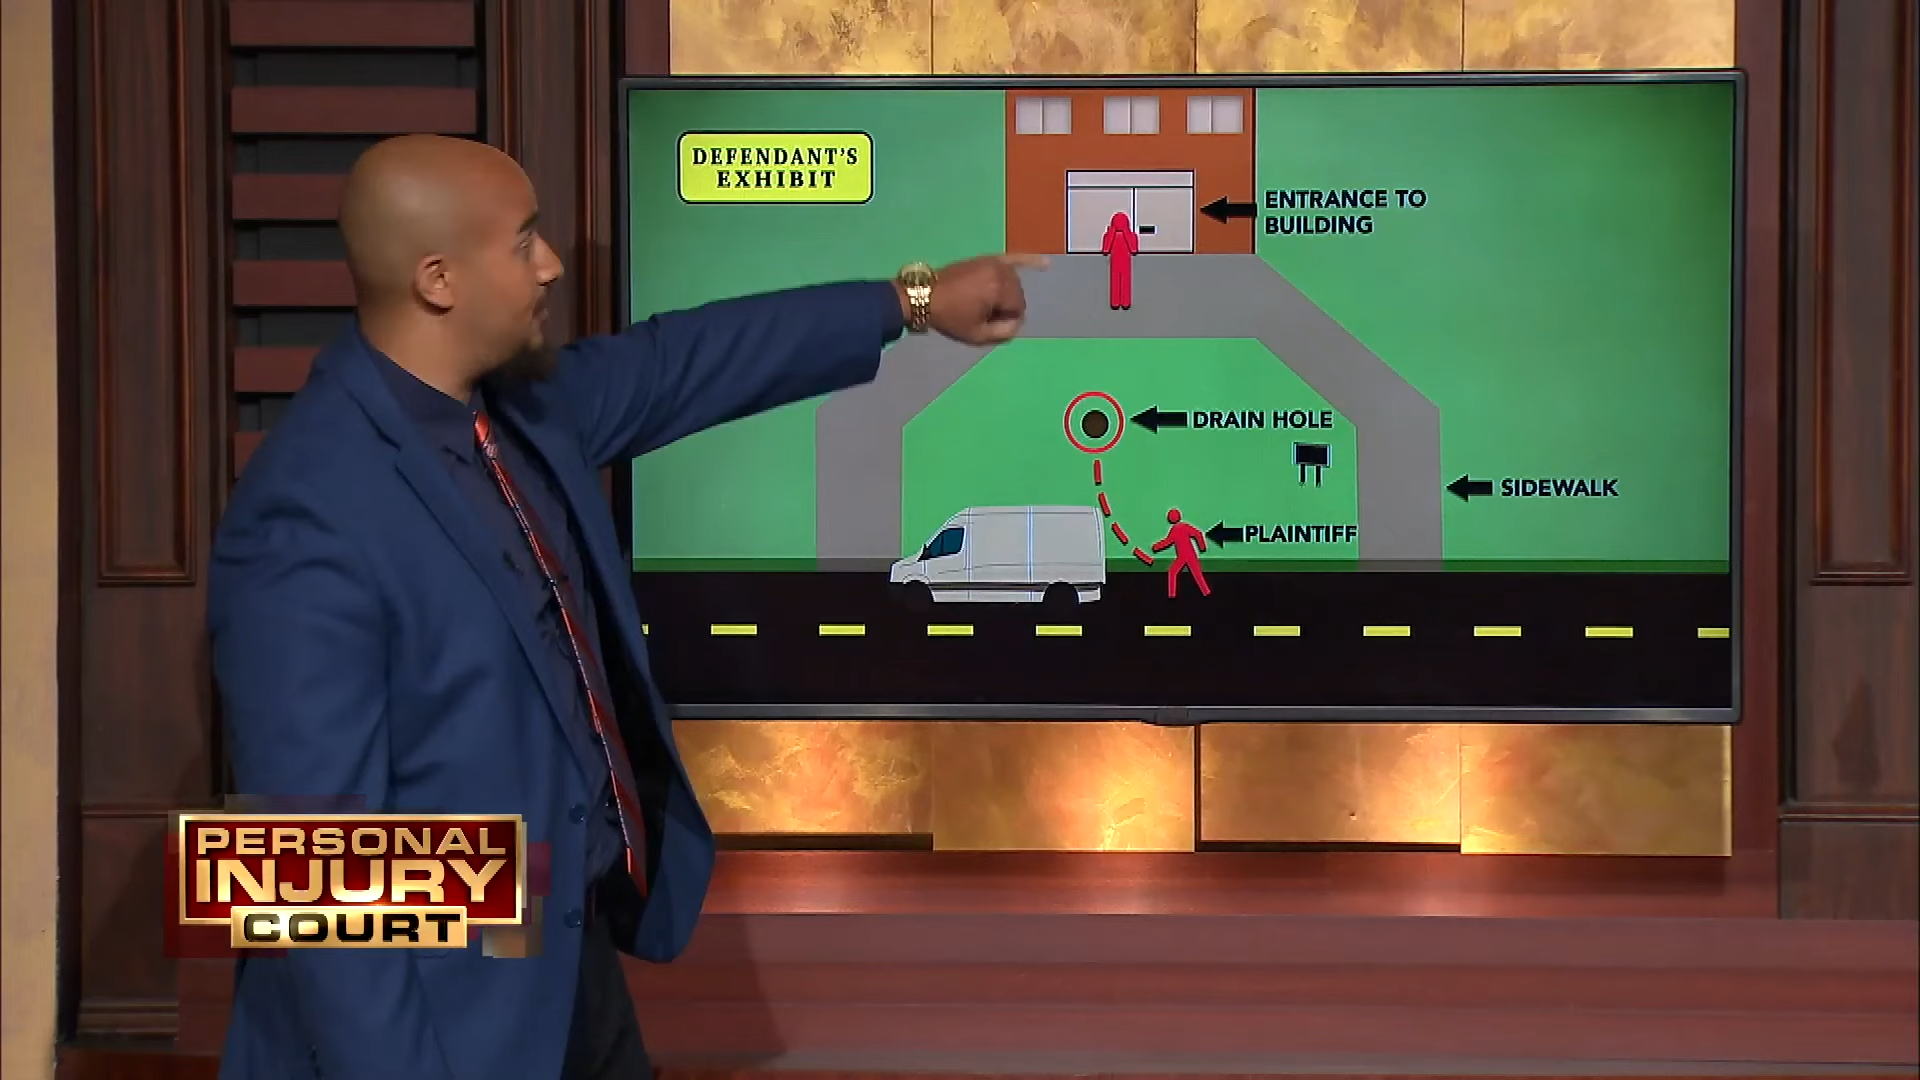 DEFENDANT'S
EXHIBIT
ENTRANCE TO
BUILDING
DRAIN HOLE
SIDEWALK
PLAINTIFF
PERSONAL
INJURY
COURT